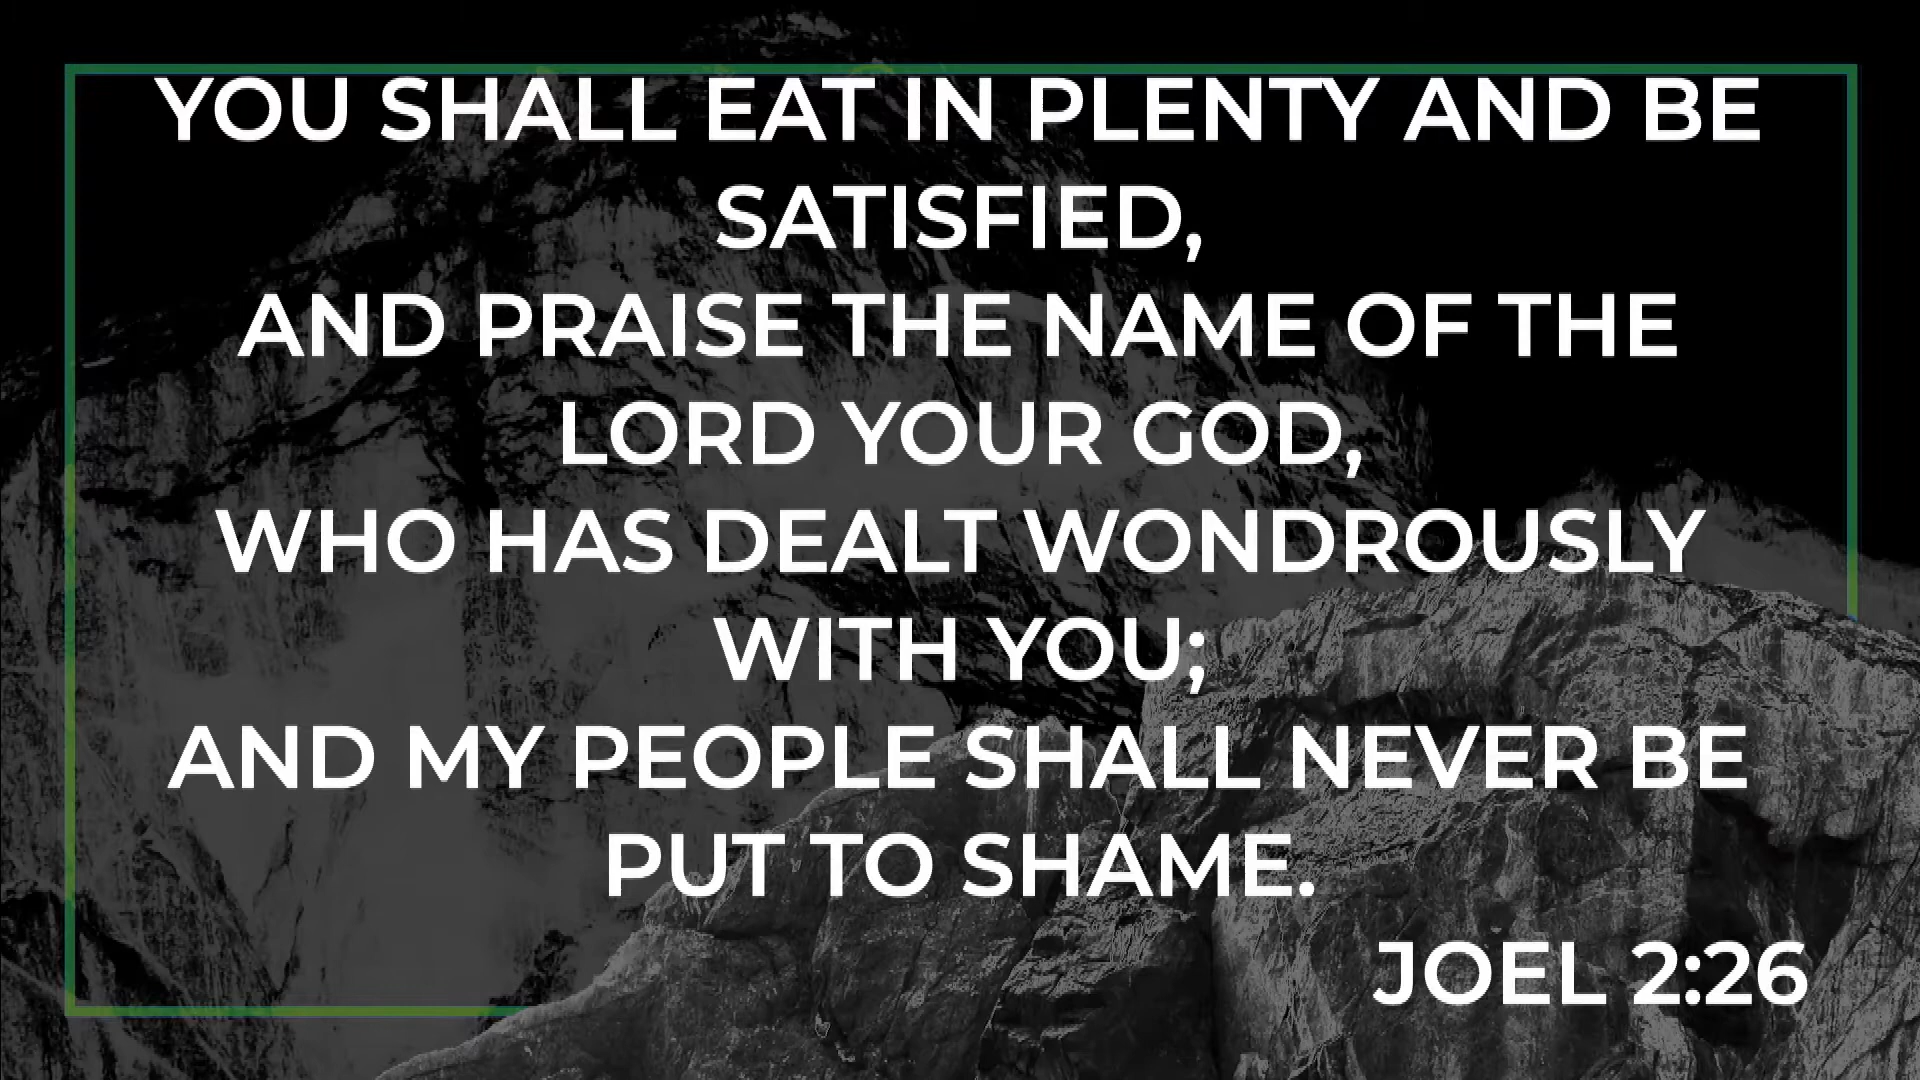 YOU SHALL EAT IN PLENTY AND BE
SATISFIED,
AND PRAISE THE NAME OF THE
LORD YOUR GOD,
WHO HAS DEALT WONDROUSLY
WITH YOU;
AND MY PEOPLE SHALL NEVER BE
PUT TO SHAME.
JOEL 2:26